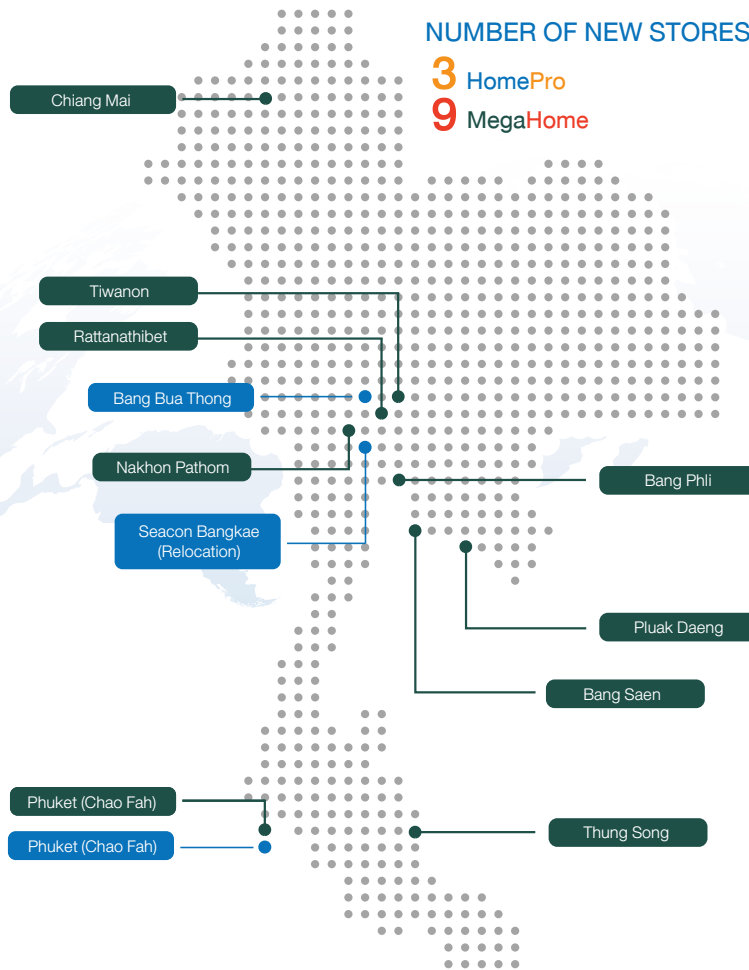 NUMBER OF NEW STORES
3 HomePro
9 MegaHome
Chiang Mai
Tiwanon
Rattanathibet
Bang Bua Thong
Nakhon Pathom
Bang Phli
Seacon Bangkae
(Relocation)
Pluak Daeng
Bang Saen
Phuket (Chao Fah)
Thung Song
Phuket (Chao Fah)